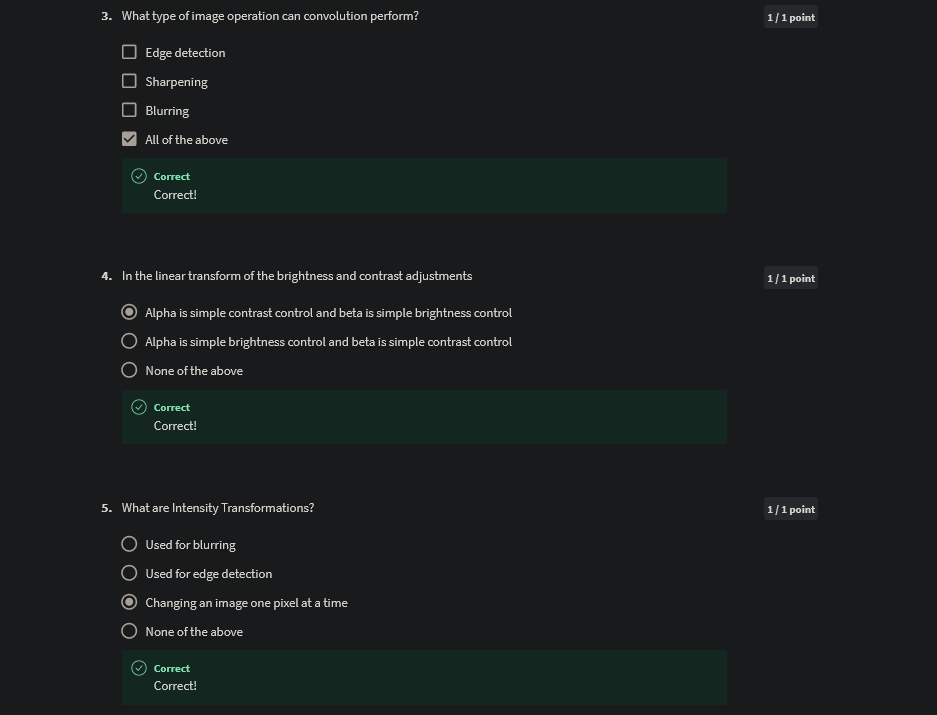 3. What type of image operation can convolution perform?
1 / 1 point
Edge detection
Sharpening
Blurring
All of the above
Correct
Correct!
4. In the linear transform of the brightness and contrast adjustments
1 / 1 point
Alpha is simple contrast control and beta is simple brightness control
Alpha is simple brightness control and beta is simple contrast control
None of the above
Correct
Correct!
5. What are Intensity Transformations?
1 / 1 point
Used for blurring
Used for edge detection
Changing an image one pixel at a time
None of the above
Correct
Correct!